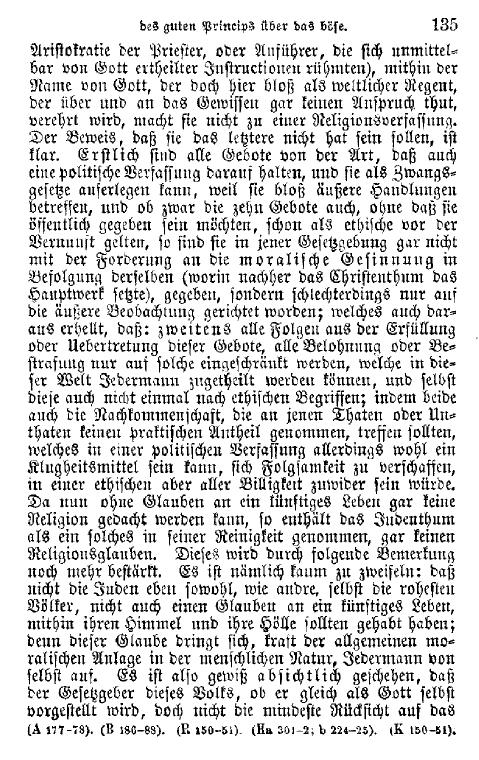 des guten Princips über das böse. 135
Aristokratie der Priester, oder Anführer, die sich unmittel-
bar von Gott ertheilter Instructionen rühmten), mithin der
Name von Gott, der doch hier bloß als weltlicher Regent,
der über und an das Gewissen gar keinen Anspruch thut,
verehrt wird, macht sie nicht zu einer Religionsverfassung.
Der Beweis, daß sie das letztere nicht hat sein sollen, ist
klar. Erstlich sind alle Gebote von der Art, daß auch
eine politische Verfassung darauf halten, und sie als Zwangs-
gesetze auferlegen kann, weil sie bloß äußere Handlungen
betreffen, und ob zwar die zehn Gebote auch, ohne daß sie
öffentlich gegeben sein möchten, schon als ethische vor der
Vernunft gelten, so sind sie in jener Gesetzgebung gar nicht
mit der Forderung an die moralische Gesinnung in
Befolgung derselben (worin nachher das Christenthum das
Hauptwerk setzte), gegeben, sondern schlechterdings nur auf
die äußere Beobachtung gerichtet worden; welches auch dar-
aus erhellt, daß: zweitens alle Folgen aus der Erfüllung
oder Uebertretung dieser Gebote, alle Belohnung oder Be-
strafung nur auf solche eingeschränkt werden, welche in die-
ser Welt Jedermann zugetheilt werden können, und selbst
diese auch nicht einmal nach ethischen Begriffen; indem beide
auch die Nachkommenschaft, die an jenen Thaten oder Un-
thaten keinen praktischen Antheil genommen, treffen sollten,
welches in einer politischen Verfassung allerdings wohl ein
Klugheitsmittel sein kann, sich Folgsamkeit zu verschaffen,
in einer ethischen aber aller Billigkeit zuwider sein würde.
Da nun ohne Glauben an ein künftiges Leben gar keine
Religion gedacht werden kann, so enthält das Judenthum
als ein solches in seiner Reinigkeit genommen, gar keinen
Religionsglauben. Dieses wird durch folgende Bemerkung
noch mehr bestärkt. Es ist nämlich kaum zu zweifeln: daß
nicht die Juden eben sowohl, wie andre, selbst die rohesten
Völker, nicht auch einen Glauben an ein künftiges Leben,
mithin ihren Himmel und ihre Hölle sollten gehabt haben;
denn dieser Glaube dringt sich, kraft der allgemeinen mo-
ralischen Anlage in der menschlichen Natur, Jedermann von
selbst auf. Es ist also gewiß absichtlich geschehen, daß
der Gesetzgeber dieses Volks, ob er gleich als Gott selbst
vorgestellt wird, doch nicht die mindeste Rücksicht auf das
(A 177-78). (B 186-88). (R 150-51). (Ha 301-2; b 224-25). (K 150-51).